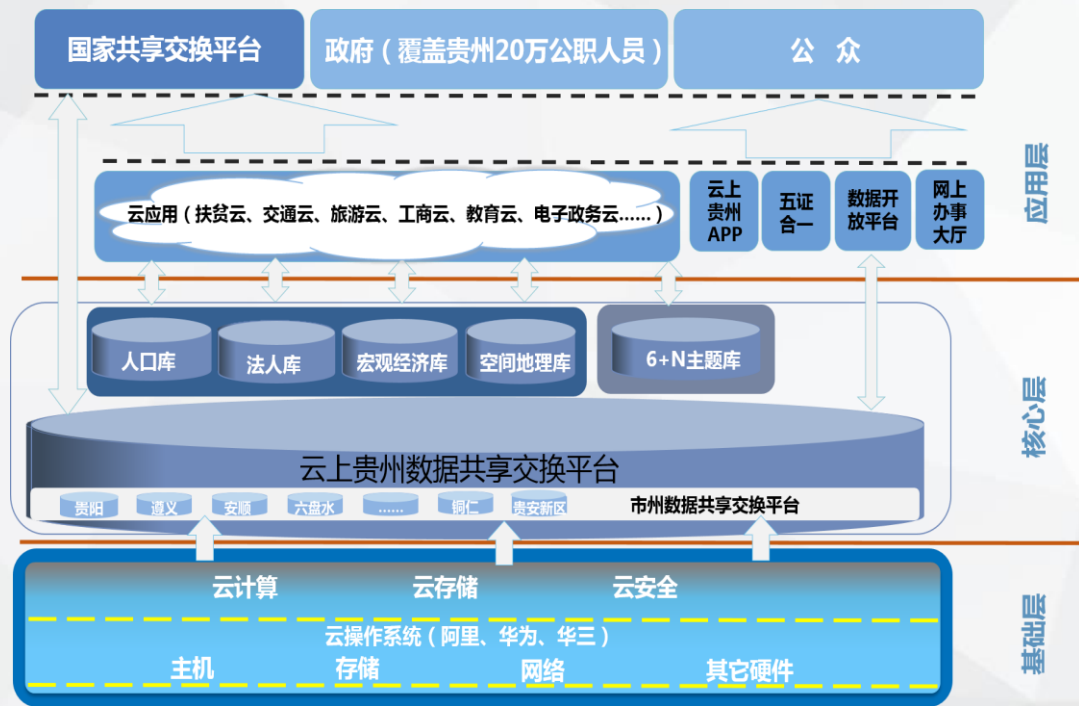 国家共享交换平台
政府（覆盖贵州20万公职人员）
公 众
云应用（扶贫云、交通云、旅游云、工商云、教育云、电子政务云……）
云上
贵州
APP
五证
合一
数据开
放平台
网上
办事
大厅
应用层
人口库
法人库
宏观经济库
空间地理库
6+N主题库
核心层
云上贵州数据共享交换平台
贵阳
遵义
安顺
六盘水
……
铜仁
贵安新区
市州数据共享交换平台
云计算
云存储
云安全
云操作系统（阿里、华为、华三）
主机
存储
网络
其它硬件
基础层